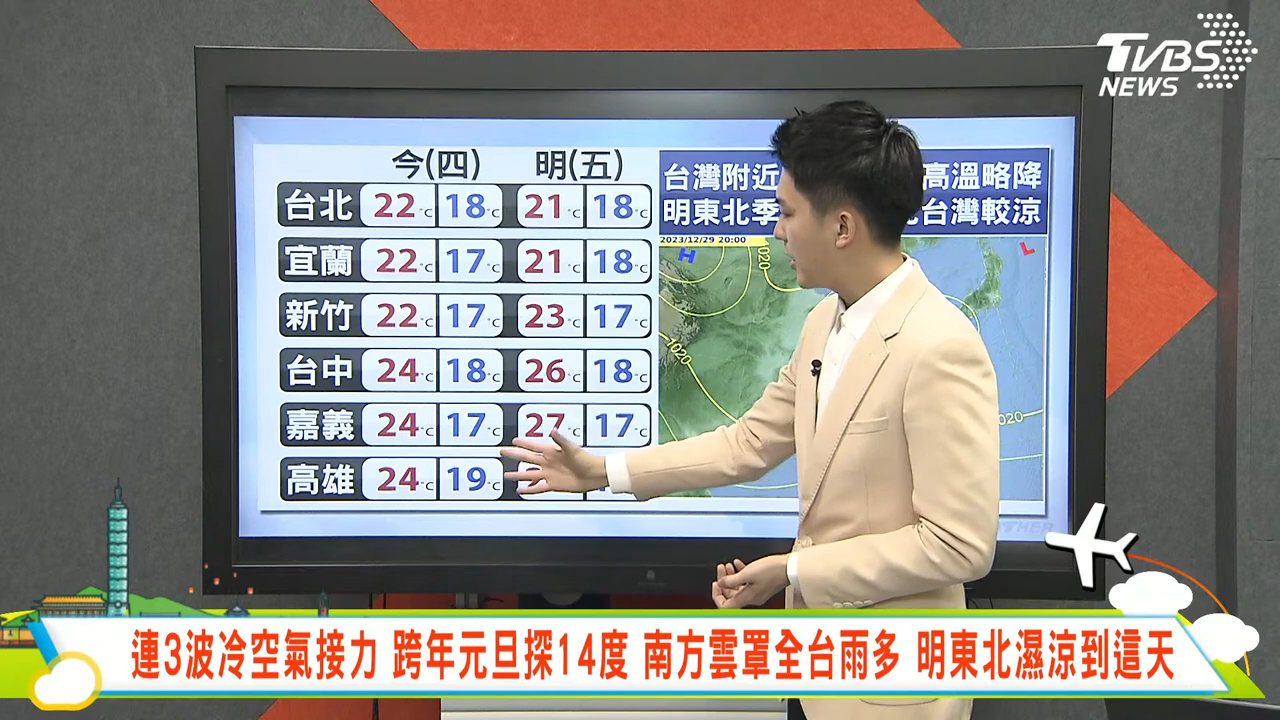 TVBS
NEWS
今(四) 明(五)
台北 22°C 18°C 21°C 18°C
宜蘭 22°C 17°C 21°C 18°C
新竹 22°C 17°C 23°C 17°C
台中 24°C 18°C 26°C 18°C
嘉義 24°C 17°C 27°C 17°C
高雄 24°C 19°C
台灣附近 高溫略降
明東北季 台灣較涼
2023/12/29 20:00
H
1020
L
1020
1020
連3波冷空氣接力 跨年元旦探14度 南方雲罩全台雨多 明東北濕涼到這天